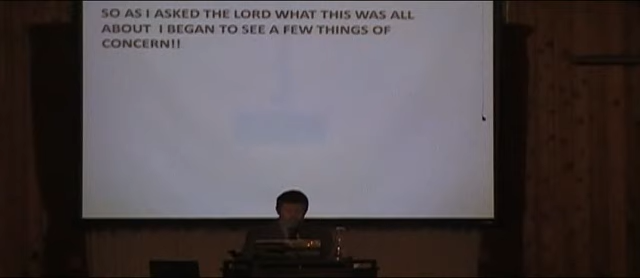 SO AS I ASKED THE LORD WHAT THIS WAS ALL
ABOUT I BEGAN TO SEE A FEW THINGS OF
CONCERN!!